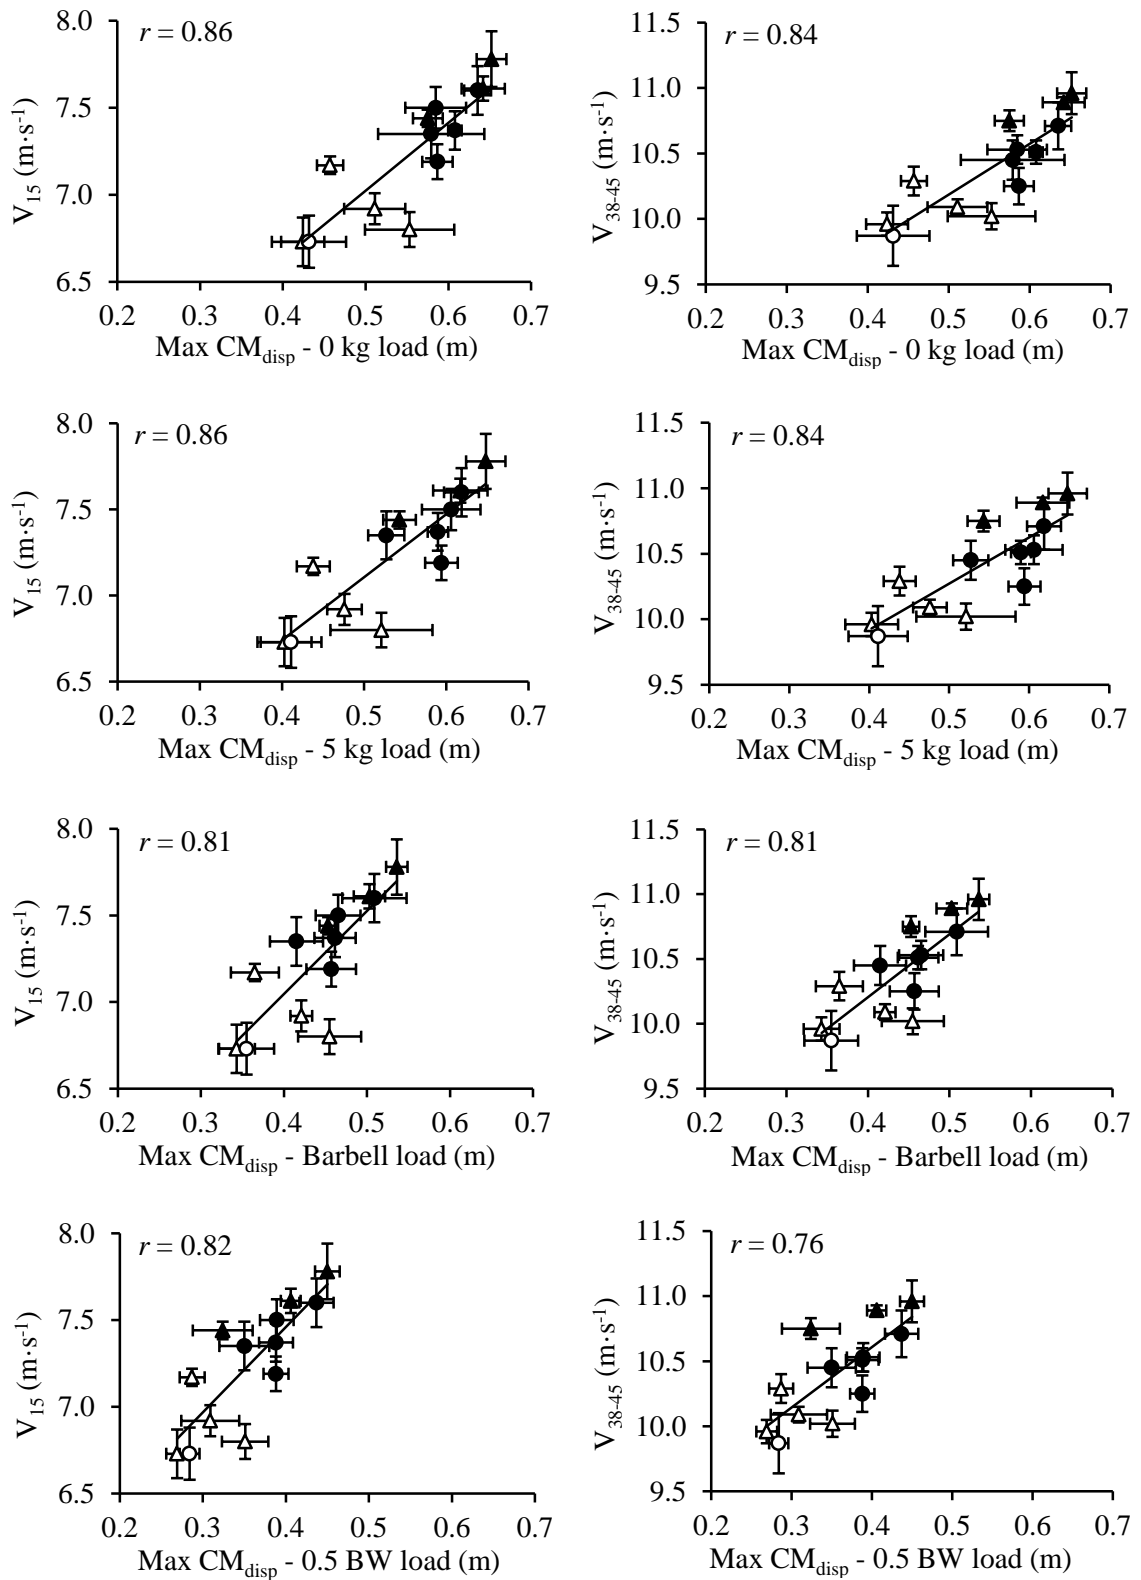 r = 0.86
8.0
7.5
7.0
6.5
V15 (m·s-1)
0.2 0.3 0.4 0.5 0.6 0.7
Max CMdisp - 0 kg load (m)
r = 0.84
11.5
11.0
10.5
10.0
9.5
V38-45 (m·s-1)
0.2 0.3 0.4 0.5 0.6 0.7
Max CMdisp - 0 kg load (m)
r = 0.86
8.0
7.5
7.0
6.5
V15 (m·s-1)
0.2 0.3 0.4 0.5 0.6 0.7
Max CMdisp - 5 kg load (m)
r = 0.84
11.5
11.0
10.5
10.0
9.5
V38-45 (m·s-1)
0.2 0.3 0.4 0.5 0.6 0.7
Max CMdisp - 5 kg load (m)
r = 0.81
8.0
7.5
7.0
6.5
V15 (m·s-1)
0.2 0.3 0.4 0.5 0.6 0.7
Max CMdisp - Barbell load (m)
r = 0.81
11.5
11.0
10.5
10.0
9.5
V38-45 (m·s-1)
0.2 0.3 0.4 0.5 0.6 0.7
Max CMdisp - Barbell load (m)
r = 0.82
8.0
7.5
7.0
6.5
V15 (m·s-1)
0.2 0.3 0.4 0.5 0.6 0.7
Max CMdisp - 0.5 BW load (m)
r = 0.76
11.5
11.0
10.5
10.0
9.5
V38-45 (m·s-1)
0.2 0.3 0.4 0.5 0.6 0.7
Max CMdisp - 0.5 BW load (m)